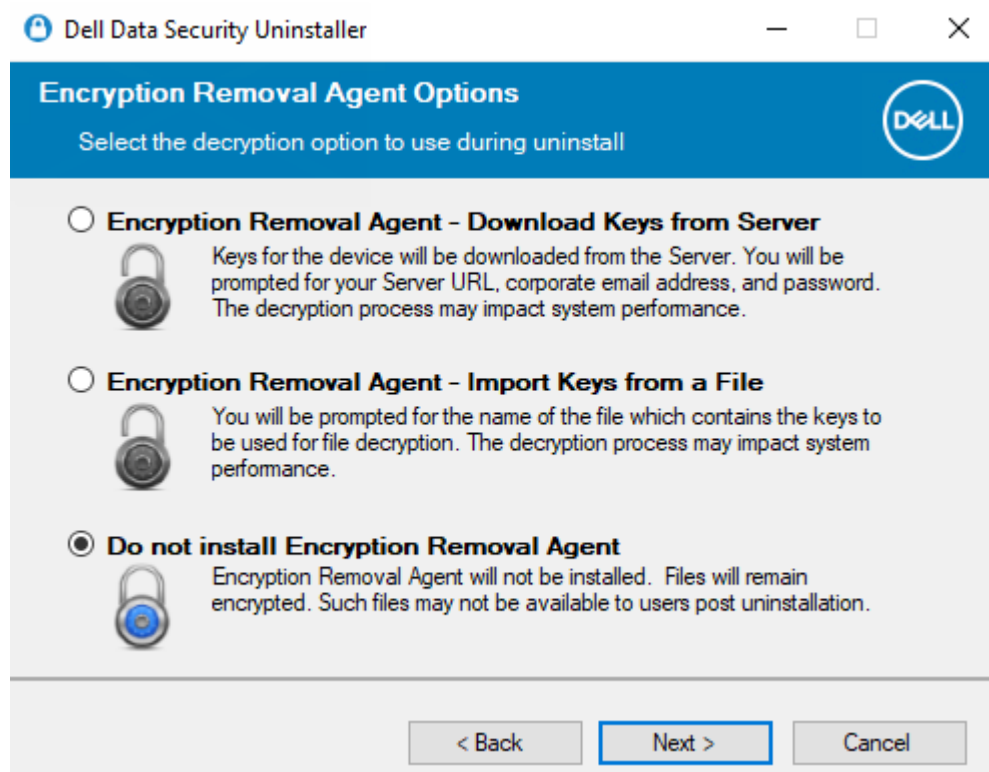 Dell Data Security Uninstaller
Encryption Removal Agent Options
Select the decryption option to use during uninstall
DELL
Encryption Removal Agent - Download Keys from Server
Keys for the device will be downloaded from the Server. You will be
prompted for your Server URL, corporate email address, and password.
The decryption process may impact system performance.
Encryption Removal Agent - Import Keys from a File
You will be prompted for the name of the file which contains the keys to
be used for file decryption. The decryption process may impact system
performance.
Do not install Encryption Removal Agent
Encryption Removal Agent will not be installed.  Files will remain
encrypted. Such files may not be available to users post uninstallation.
< Back
Next >
Cancel